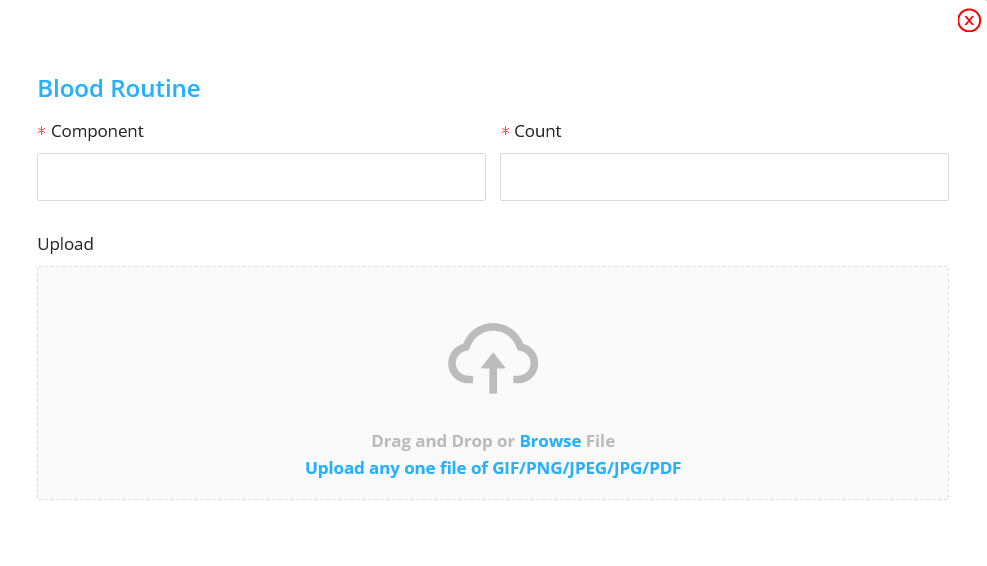 Blood Routine
* Component
* Count
Upload
Drag and Drop or Browse File
Upload any one file of GIF/PNG/JPEG/JPG/PDF